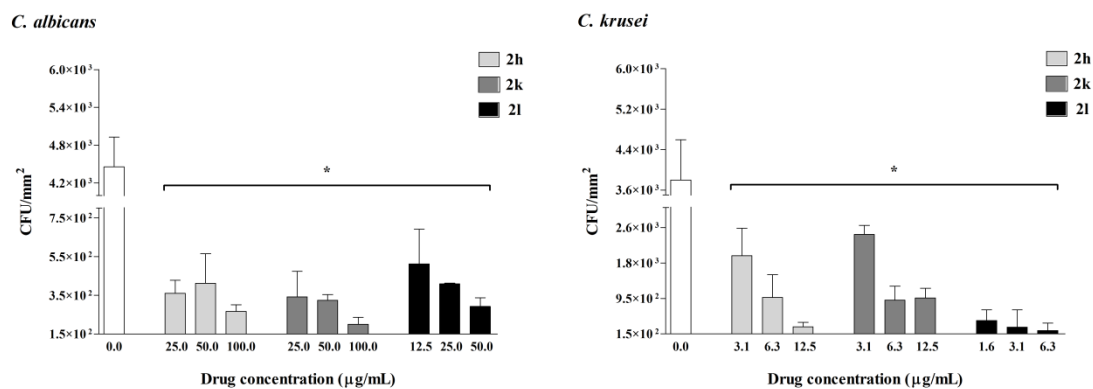 C. albicans
6.0×10³
5.4×10³
4.8×10³
4.2×10³
7.5×10²
5.5×10²
3.5×10²
1.5×10²
CFU/mm²
2h
2k
2l
*
0.0 25.0 50.0 100.0 25.0 50.0 100.0 12.5 25.0 50.0
Drug concentration (μg/mL)
C. krusei
6.0×10³
5.2×10³
4.4×10³
3.6×10³
2.6×10³
1.8×10³
9.5×10²
1.5×10²
CFU/mm²
2h
2k
2l
*
0.0 3.1 6.3 12.5 3.1 6.3 12.5 1.6 3.1 6.3
Drug concentration (μg/mL)